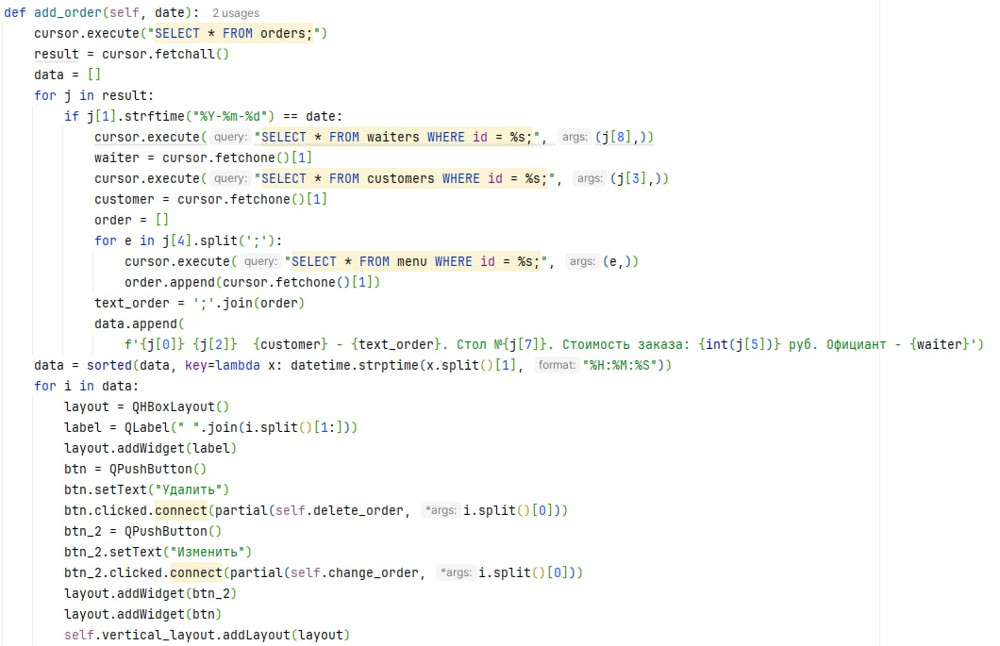 def add_order(self, date):  2 usages
    cursor.execute("SELECT * FROM orders;")
    result = cursor.fetchall()
    data = []
    for j in result:
        if j[1].strftime("%Y-%m-%d") == date:
            cursor.execute( query: "SELECT * FROM waiters WHERE id = %s;",  args: (j[8],))
            waiter = cursor.fetchone()[1]
            cursor.execute( query: "SELECT * FROM customers WHERE id = %s;",  args: (j[3],))
            customer = cursor.fetchone()[1]
            order = []
            for e in j[4].split(';'):
                cursor.execute( query: "SELECT * FROM menu WHERE id = %s;",  args: (e,))
                order.append(cursor.fetchone()[1])
            text_order = ';'.join(order)
            data.append(
                f'{j[0]} {j[2]}  {customer} - {text_order}. Стол №{j[7]}. Стоимость заказа: {int(j[5])} руб. Официант - {waiter}')
    data = sorted(data, key=lambda x: datetime.strptime(x.split()[1],  format: "%H:%M:%S"))
    for i in data:
        layout = QHBoxLayout()
        label = QLabel(" ".join(i.split()[1:]))
        layout.addWidget(label)
        btn = QPushButton()
        btn.setText("Удалить")
        btn.clicked.connect(partial(self.delete_order,  *args: i.split()[0]))
        btn_2 = QPushButton()
        btn_2.setText("Изменить")
        btn_2.clicked.connect(partial(self.change_order,  *args: i.split()[0]))
        layout.addWidget(btn_2)
        layout.addWidget(btn)
        self.vertical_layout.addLayout(layout)